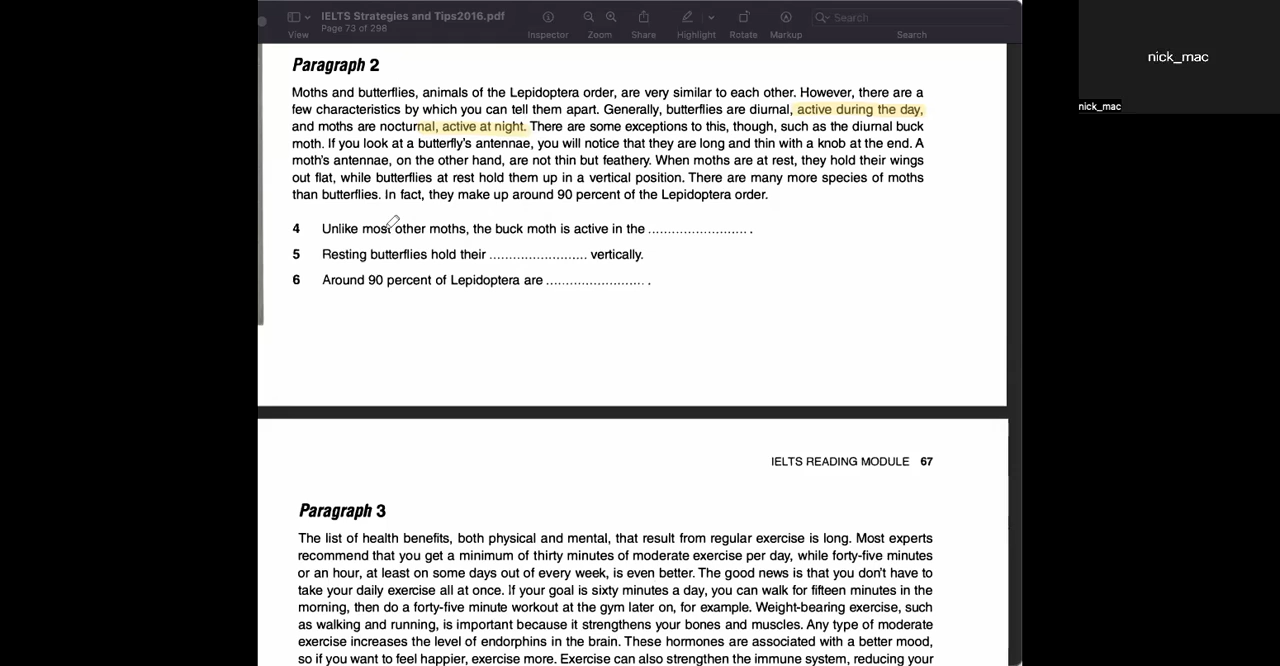 IELTS Strategies and Tips2016.pdf
Page 73 of 298
View
Inspector
Zoom
Share
Highlight
Rotate
Markup
Search
Search
nick_mac
nick_mac
Paragraph 2
Moths and butterflies, animals of the Lepidoptera order, are very similar to each other. However, there are a
few characteristics by which you can tell them apart. Generally, butterflies are diurnal, active during the day,
and moths are nocturnal, active at night. There are some exceptions to this, though, such as the diurnal buck
moth. If you look at a butterfly's antennae, you will notice that they are long and thin with a knob at the end. A
moth's antennae, on the other hand, are not thin but feathery. When moths are at rest, they hold their wings
out flat, while butterflies at rest hold them up in a vertical position. There are many more species of moths
than butterflies. In fact, they make up around 90 percent of the Lepidoptera order.
4 Unlike most other moths, the buck moth is active in the ......................... .
5 Resting butterflies hold their ......................... vertically.
6 Around 90 percent of Lepidoptera are ......................... .
IELTS READING MODULE 67
Paragraph 3
The list of health benefits, both physical and mental, that result from regular exercise is long. Most experts
recommend that you get a minimum of thirty minutes of moderate exercise per day, while forty-five minutes
or an hour, at least on some days out of every week, is even better. The good news is that you don't have to
take your daily exercise all at once. If your goal is sixty minutes a day, you can walk for fifteen minutes in the
morning, then do a forty-five minute workout at the gym later on, for example. Weight-bearing exercise, such
as walking and running, is important because it strengthens your bones and muscles. Any type of moderate
exercise increases the level of endorphins in the brain. These hormones are associated with a better mood,
so if you want to feel happier, exercise more. Exercise can also strengthen the immune system, reducing your